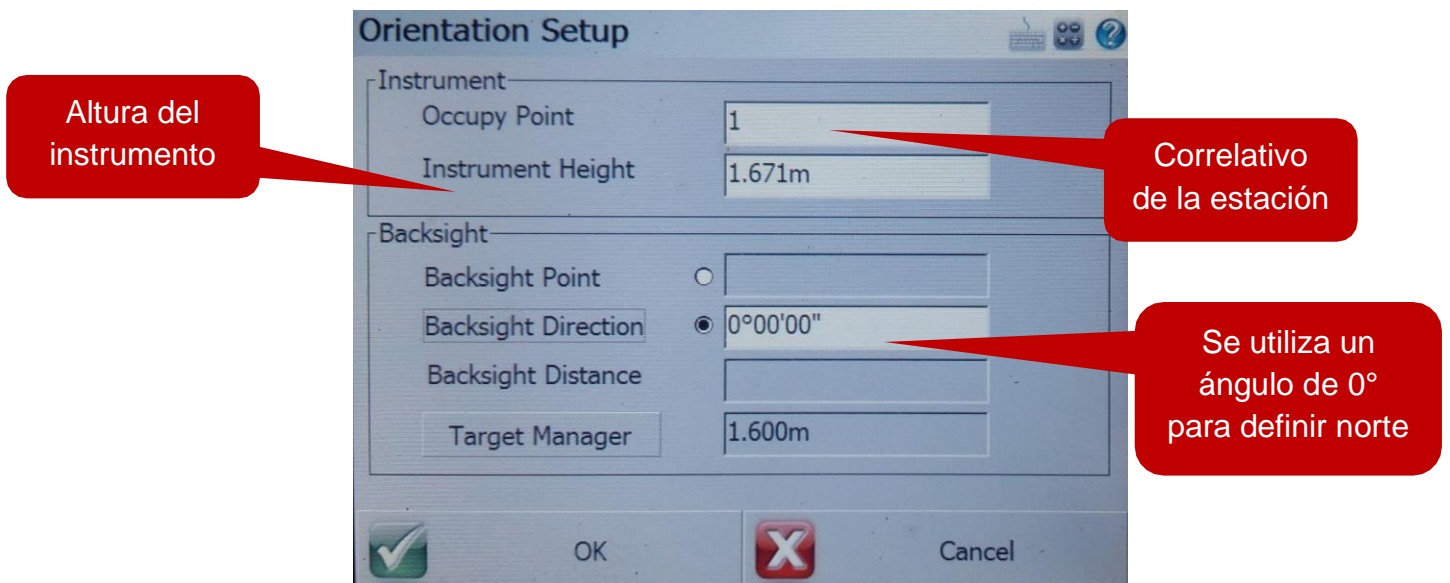 Orientation Setup
Instrument
Altura del
instrumento
Occupy Point
1
Instrument Height
1.671m
Correlativo
de la estación
Backsight
Backsight Point
Backsight Direction
0°00'00"
Se utiliza un
ángulo de 0°
para definir norte
Backsight Distance
Target Manager
1.600m
OK
Cancel